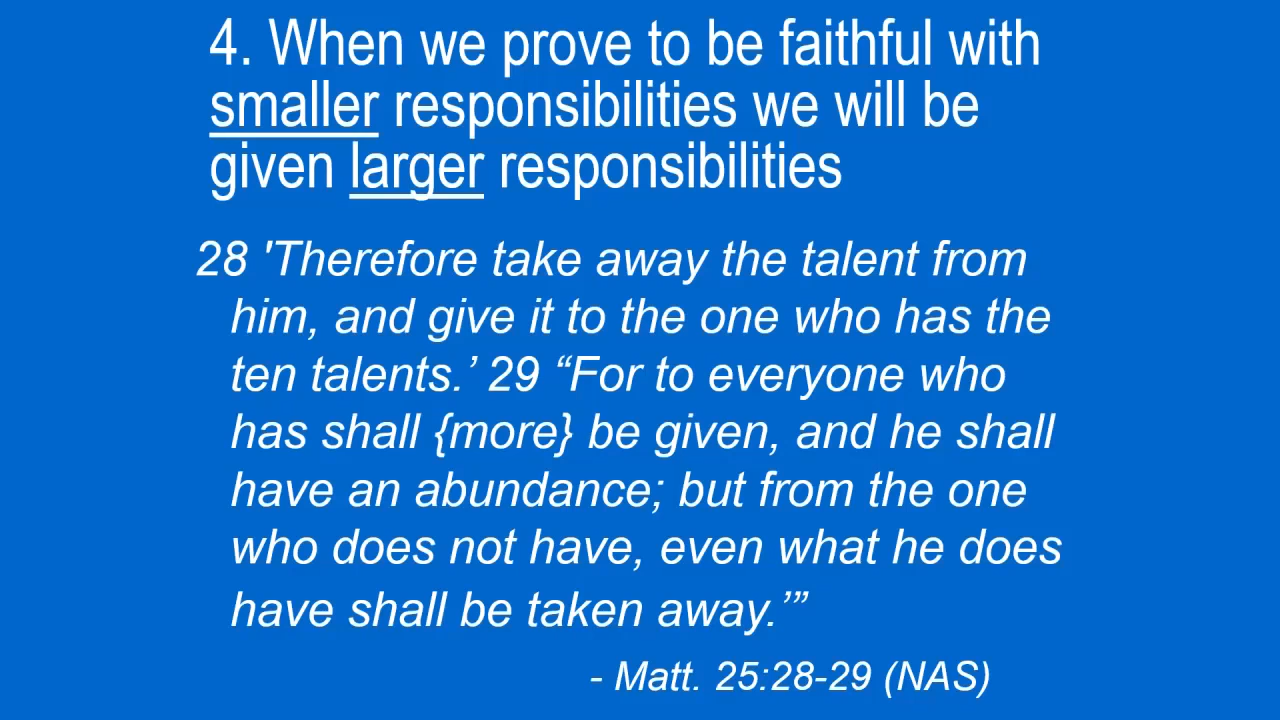 4. When we prove to be faithful with
smaller responsibilities we will be
given larger responsibilities
28 'Therefore take away the talent from
him, and give it to the one who has the
ten talents.’ 29 “For to everyone who
has shall {more} be given, and he shall
have an abundance; but from the one
who does not have, even what he does
have shall be taken away.’”
- Matt. 25:28-29 (NAS)